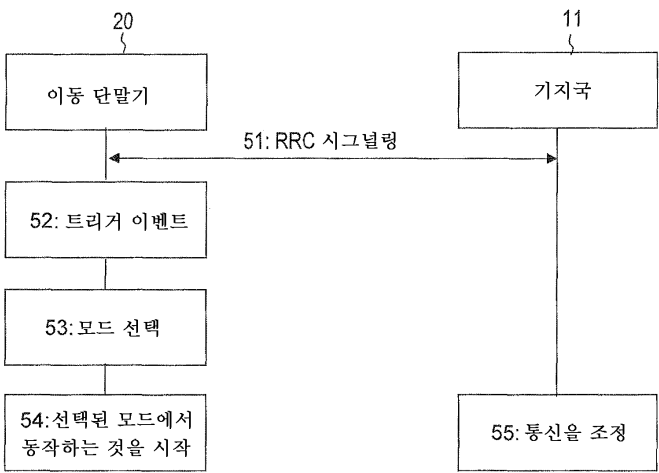 20
11
이동 단말기
기지국
51: RRC 시그널링
52: 트리거 이벤트
53: 모드 선택
54: 선택된 모드에서
동작하는 것을 시작
55: 통신을 조정